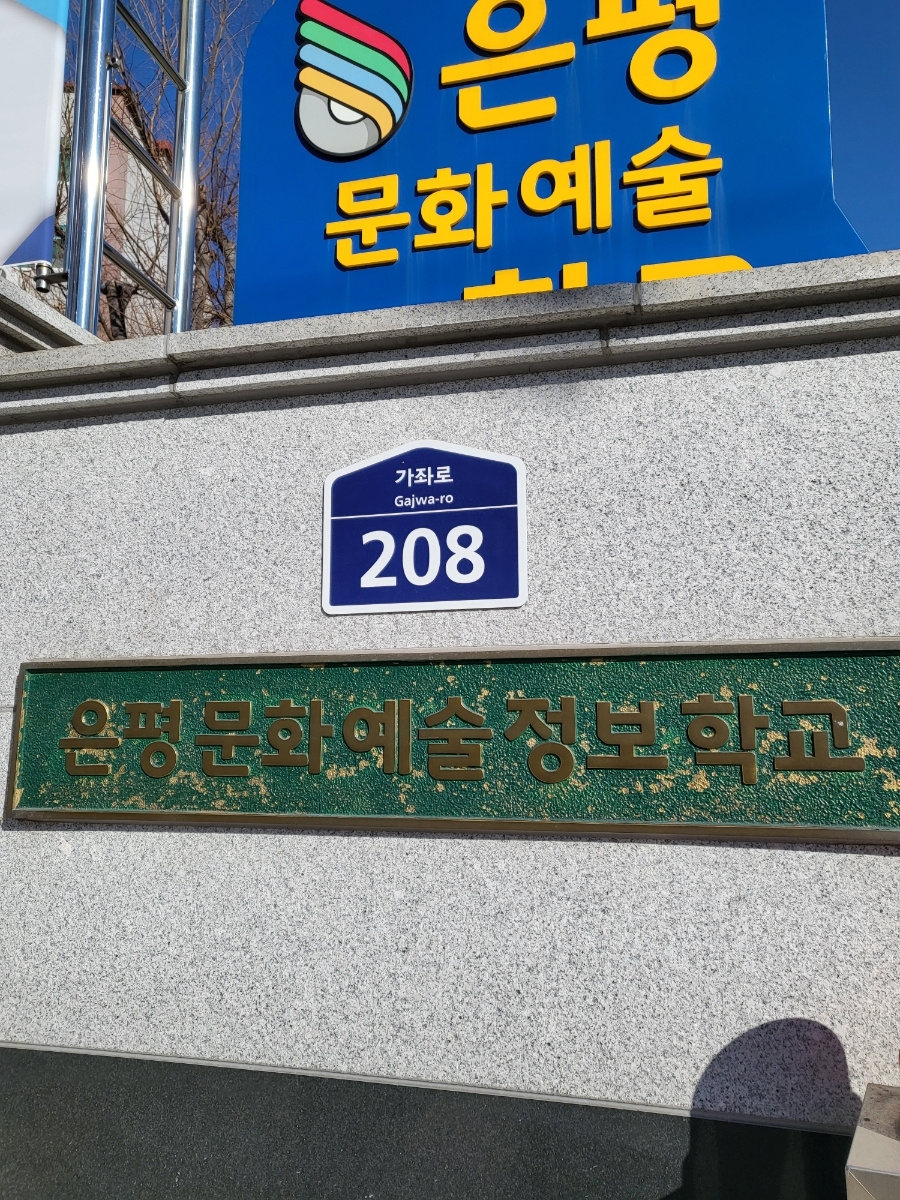 은평
문화예술
가좌로
Gajwa-ro
208
은평문화예술정보학교